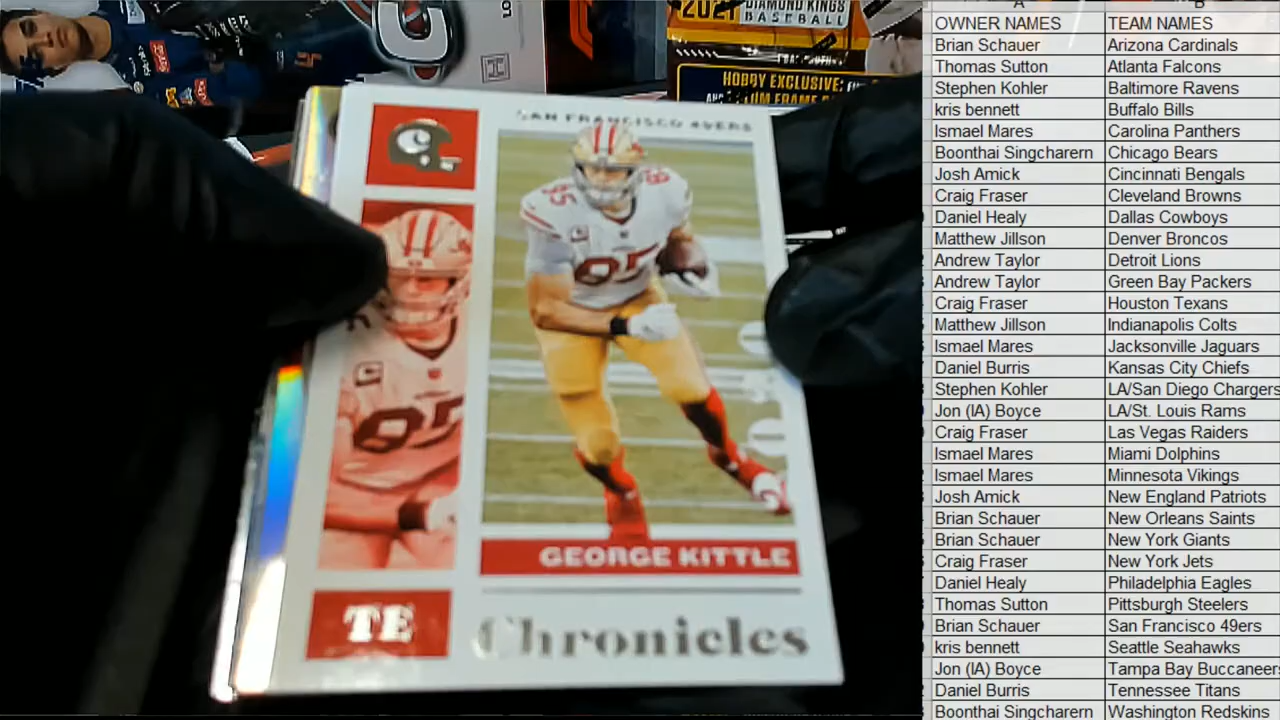 2021 DIAMOND KINGS
BASEBALL
HOBBY EXCLUSIVE:
SAN FRANCISCO 49ERS
85
85
85
GEORGE KITTLE
TE
Chronicles
A B
OWNER NAMES TEAM NAMES
Brian Schauer Arizona Cardinals
Thomas Sutton Atlanta Falcons
Stephen Kohler Baltimore Ravens
kris bennett Buffalo Bills
Ismael Mares Carolina Panthers
Boonthai Singcharern Chicago Bears
Josh Amick Cincinnati Bengals
Craig Fraser Cleveland Browns
Daniel Healy Dallas Cowboys
Matthew Jillson Denver Broncos
Andrew Taylor Detroit Lions
Andrew Taylor Green Bay Packers
Craig Fraser Houston Texans
Matthew Jillson Indianapolis Colts
Ismael Mares Jacksonville Jaguars
Daniel Burris Kansas City Chiefs
Stephen Kohler LA/San Diego Chargers
Jon (IA) Boyce LA/St. Louis Rams
Craig Fraser Las Vegas Raiders
Ismael Mares Miami Dolphins
Ismael Mares Minnesota Vikings
Josh Amick New England Patriots
Brian Schauer New Orleans Saints
Brian Schauer New York Giants
Craig Fraser New York Jets
Daniel Healy Philadelphia Eagles
Thomas Sutton Pittsburgh Steelers
Brian Schauer San Francisco 49ers
kris bennett Seattle Seahawks
Jon (IA) Boyce Tampa Bay Buccaneers
Daniel Burris Tennessee Titans
Boonthai Singcharern Washington Redskins